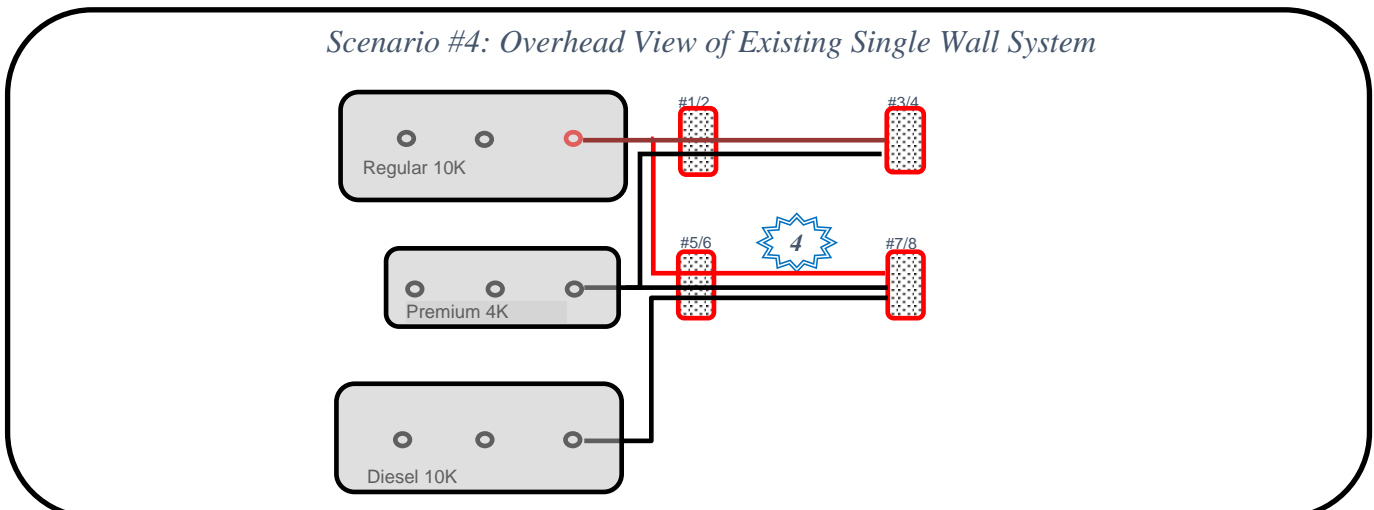 Scenario #4: Overhead View of Existing Single Wall System
#1/2
#3/4
Regular 10K
#5/6
4
#7/8
Premium 4K
Diesel 10K